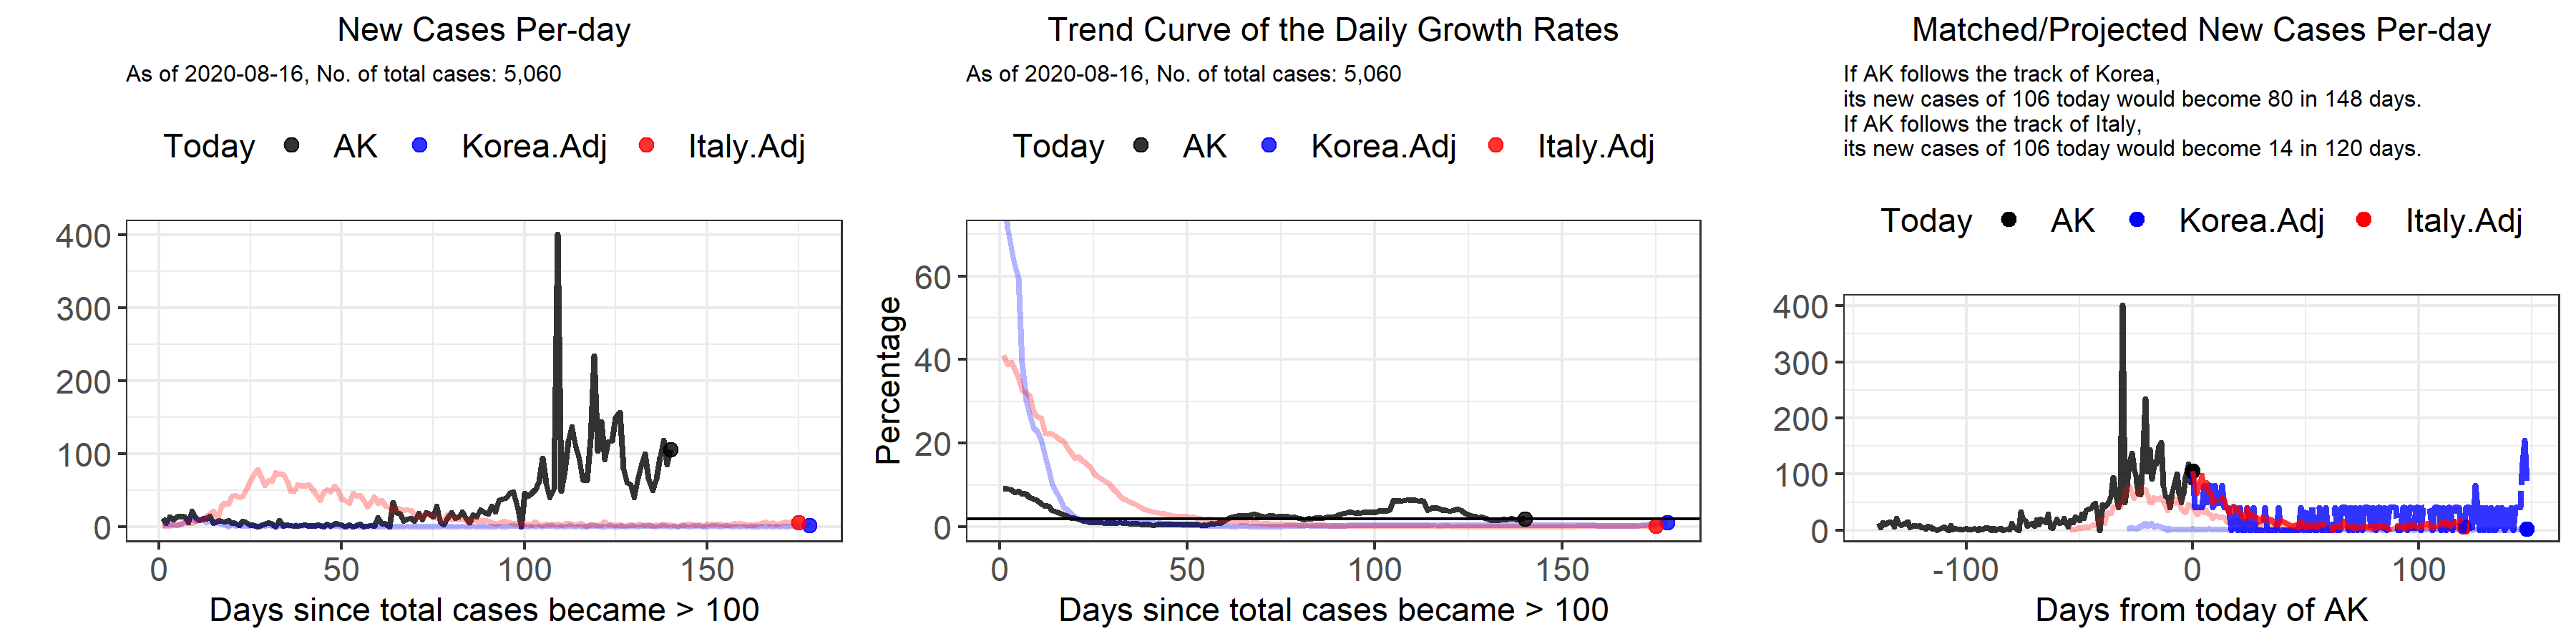 New Cases Per-day
As of 2020-08-16, No. of total cases: 5,060
Today AK Korea.Adj Italy.Adj
400
300
200
100
0
0 50 100 150
Days since total cases became > 100
Trend Curve of the Daily Growth Rates
As of 2020-08-16, No. of total cases: 5,060
Today AK Korea.Adj Italy.Adj
Percentage
60
40
20
0
0 50 100 150
Days since total cases became > 100
Matched/Projected New Cases Per-day
If AK follows the track of Korea,
its new cases of 106 today would become 80 in 148 days.
If AK follows the track of Italy,
its new cases of 106 today would become 14 in 120 days.
Today AK Korea.Adj Italy.Adj
400
300
200
100
0
-100 0 100
Days from today of AK